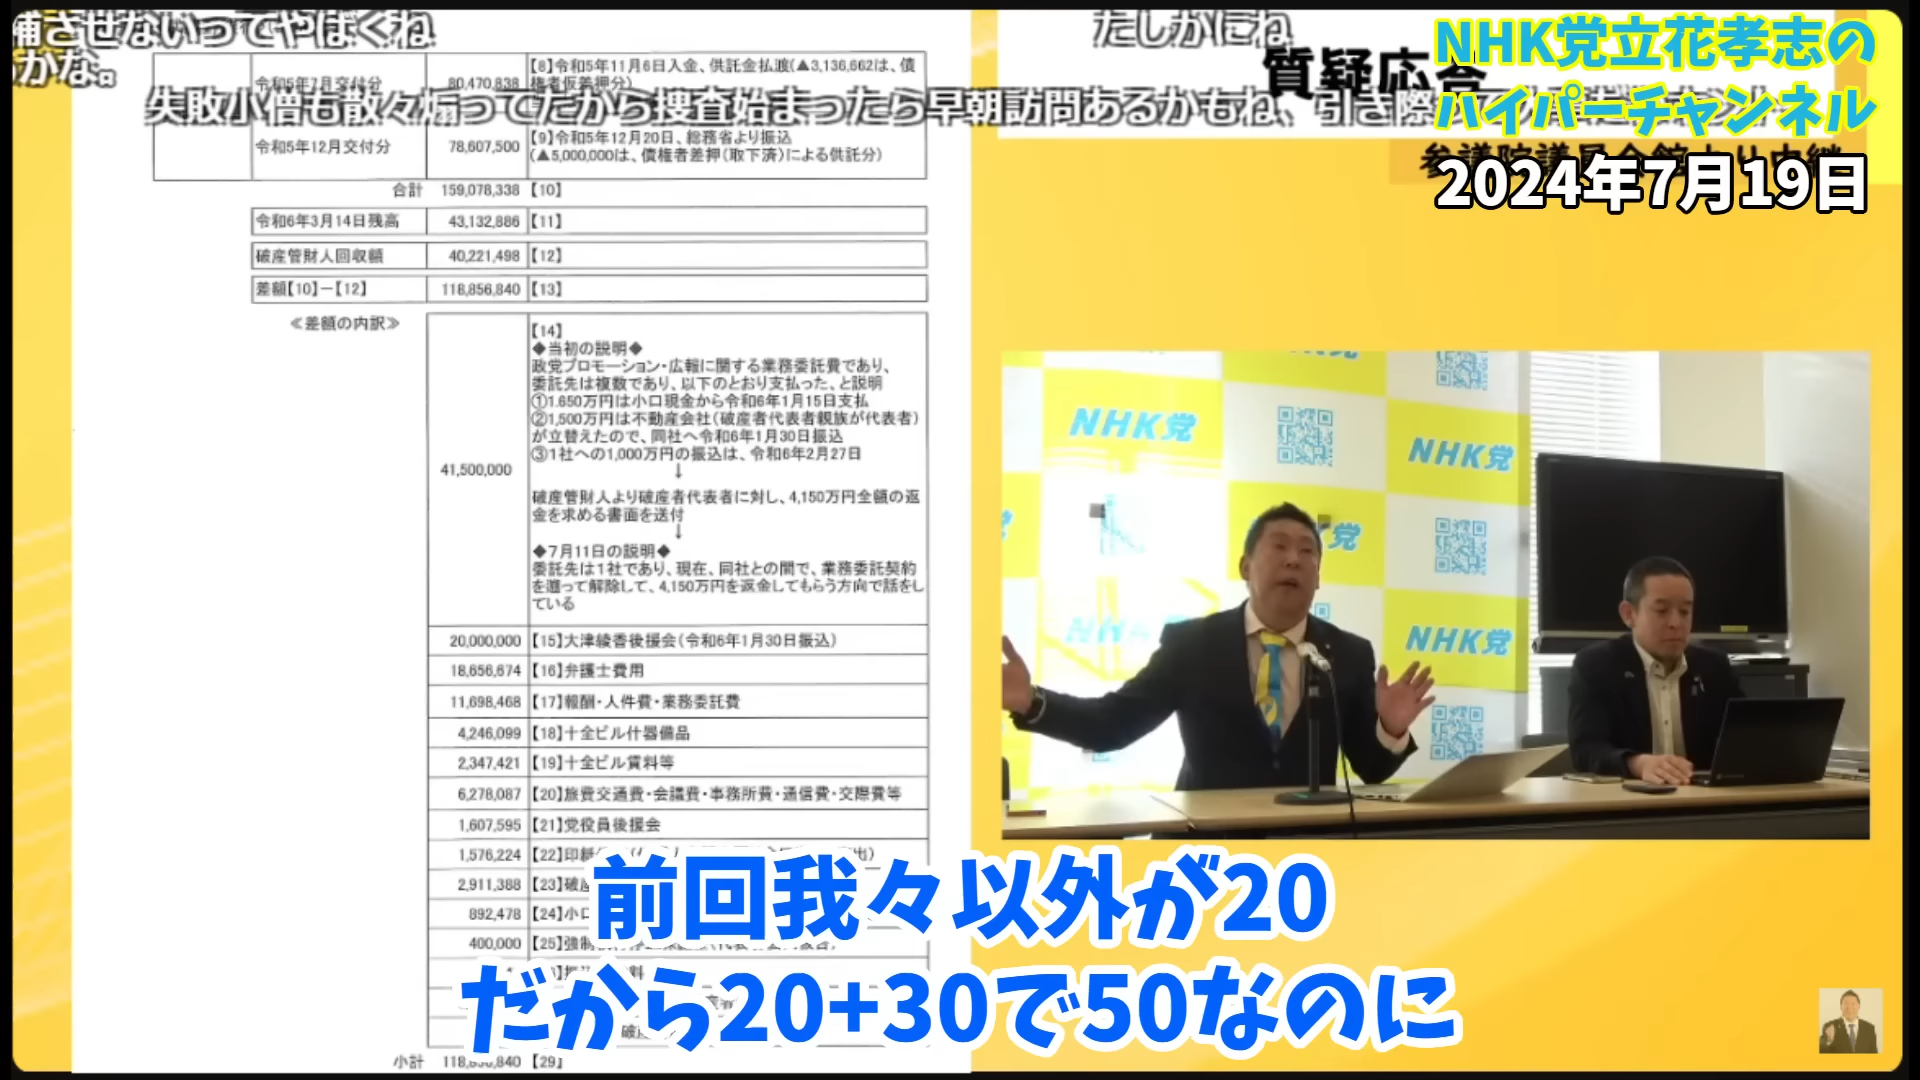 補させないってやばくね
かな。
たしかにね
質疑応答
NHK党立花孝志の
ハイパーチャンネル
2024年7月19日
失敗小僧も散々煽ってたから捜査始まったら早朝訪問あるかもね、引き際
令和5年7月交付分 80,470,838 【8】令和5年11月6日入金、供託金払渡(▲3,136,662は、債
権者仮差押分)
令和5年12月交付分 78,607,500 【9】令和5年12月20日、総務省より振込
(▲5,000,000は、債権者差押(取下済)による供託分)
合計 159,078,338 【10】
令和6年3月14日残高 43,132,886 【11】
破産管財人回収額 40,221,498 【12】
差額【10】-【12】 118,856,840 【13】
≪差額の内訳≫
41,500,000
【14】
◆当初の説明◆
政党プロモーション・広報に関する業務委託費であり、
委託先は複数であり、以下のとおり支払った、と説明
①1,650万円は小口現金から令和6年1月15日支払
②1,500万円は不動産会社(破産者代表者親族が代表者)
が立替えたので、同社へ令和6年1月30日振込
③1社への1,000万円の振込は、令和6年2月27日
↓
破産管財人より破産者代表者に対し、4,150万円全額の返
金を求める書面を送付
↓
◆7月11日の説明◆
委託先は1社であり、現在、同社との間で、業務委託契約
を遡って解除して、4,150万円を返金してもらう方向で話をし
ている
20,000,000 【15】大津綾香後援会(令和6年1月30日振込)
18,656,674 【16】弁護士費用
11,698,468 【17】報酬・人件費・業務委託費
4,246,099 【18】十全ビル什器備品
2,347,421 【19】十全ビル賃料等
6,278,087 【20】旅費交通費・会議費・事務所費・通信費・交際費等
1,607,595 【21】党役員後援会
1,576,224 【22】印紙
2,911,388 【23】破
892,478 【24】小口
400,000 【25】強制
小計 118,856,840 【29】
NHK党
NHK党
党
NHK党
前回我々以外が20
だから20+30で50なのに